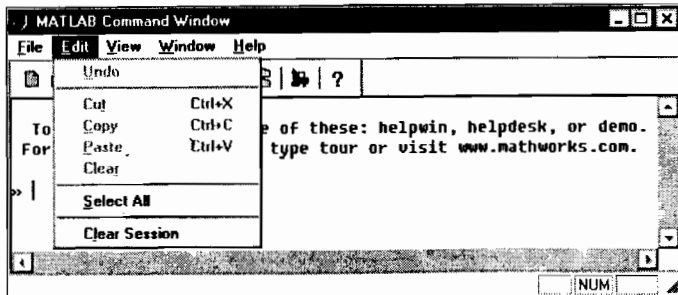 MATLAB Command Window
File Edit View Window Help
Undo
?
Cut Ctrl+X
To e of these: helpwin, helpdesk, or demo.
Copy Ctrl+C
For type tour or visit www.mathworks.com.
Paste Ctrl+V
Clear
»
Select All
Clear Session
NUM